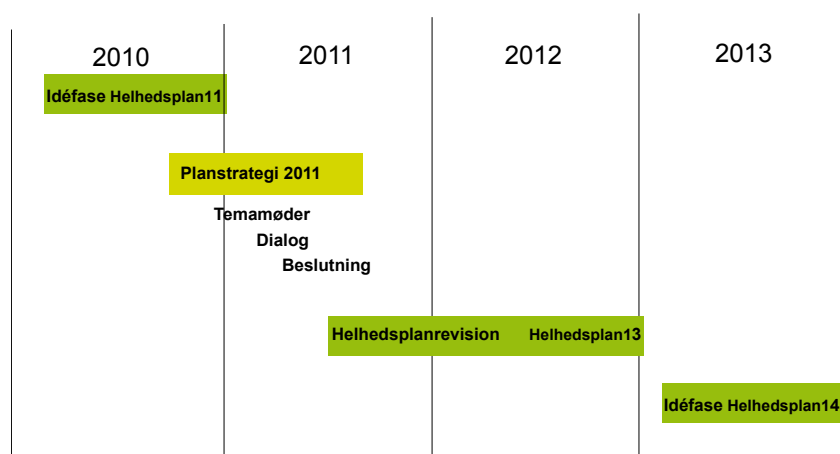 2010 2011 2012 2013
Idéfase Helhedsplan11
Planstrategi 2011
Temamøder
Dialog
Beslutning
Helhedsplanrevision Helhedsplan13
Idéfase Helhedsplan14